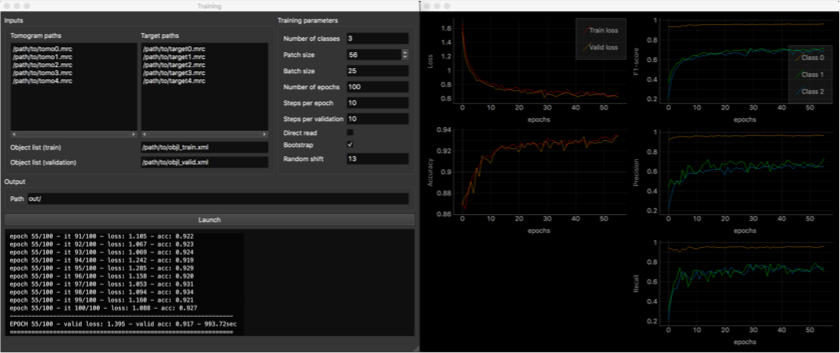 Training
Inputs
Tomogram paths
Target paths
/path/to/tomo0.mrc
/path/to/tomo1.mrc
/path/to/tomo2.mrc
/path/to/tomo3.mrc
/path/to/tomo4.mrc
/path/to/target0.mrc
/path/to/target1.mrc
/path/to/target2.mrc
/path/to/target3.mrc
/path/to/target4.mrc
Object list (train)
/path/to/objl_train.xml
Object list (validation)
/path/to/objl_valid.xml
Training parameters
Number of classes 3
Patch size 56
Batch size 25
Number of epochs 100
Steps per epoch 10
Steps per validation 10
Direct read
Bootstrap
Random shift 13
Output
Path out/
Launch
epoch 55/100 - it 91/100 - loss: 1.105 - acc: 0.922
epoch 55/100 - it 92/100 - loss: 1.067 - acc: 0.923
epoch 55/100 - it 93/100 - loss: 1.069 - acc: 0.924
epoch 55/100 - it 94/100 - loss: 1.242 - acc: 0.919
epoch 55/100 - it 95/100 - loss: 1.285 - acc: 0.929
epoch 55/100 - it 96/100 - loss: 1.158 - acc: 0.920
epoch 55/100 - it 97/100 - loss: 1.053 - acc: 0.931
epoch 55/100 - it 98/100 - loss: 1.094 - acc: 0.934
epoch 55/100 - it 99/100 - loss: 1.160 - acc: 0.921
epoch 55/100 - it 100/100 - loss: 1.088 - acc: 0.927
EPOCH 55/100 - valid loss: 1.395 - valid acc: 0.917 - 993.72sec
Loss
1.6
1.4
1.2
1
0.8
0.6
0 10 20 30 40 50
epochs
Train loss
Valid loss
F1-score
1
0.8
0.6
0.4
0.2
0 10 20 30 40 50
epochs
Class 0
Class 1
Class 2
Accuracy
0.94
0.92
0.9
0.88
0.86
0 10 20 30 40 50
epochs
Precision
1
0.8
0.6
0.4
0.2
0 10 20 30 40 50
epochs
Recall
1
0.8
0.6
0.4
0.2
0 10 20 30 40 50
epochs